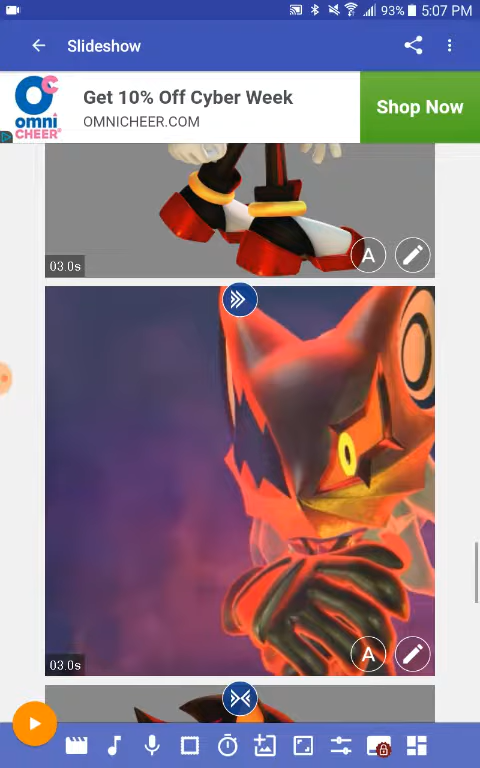 93% 5:07 PM
Slideshow
Get 10% Off Cyber Week
OMNICHEER.COM
Shop Now
omni
CHEER®
03.0s
A
03.0s
A